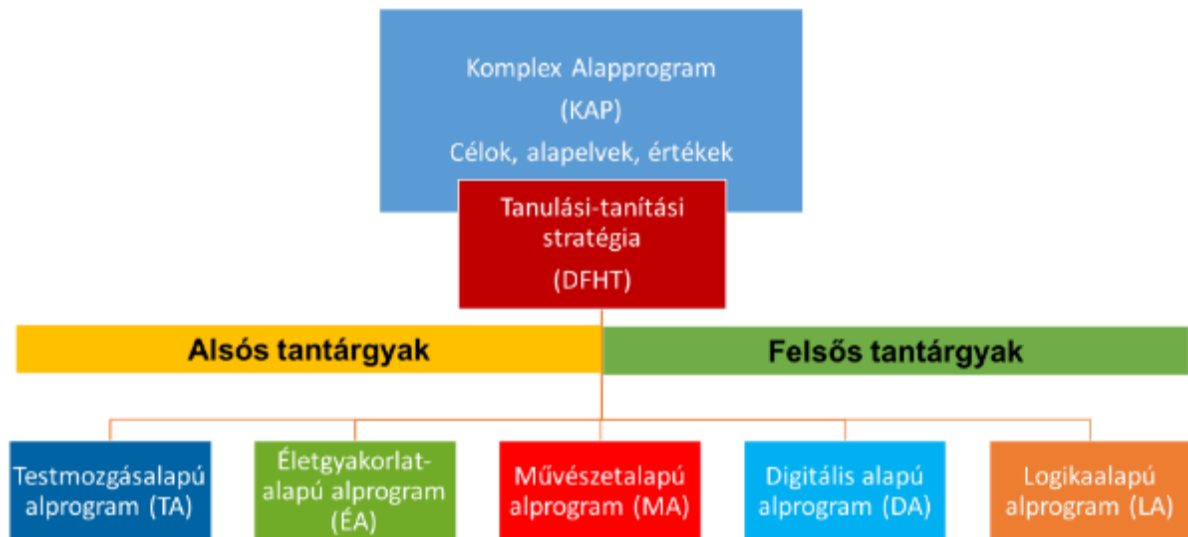 Komplex Alapprogram
(KAP)
Célok, alapelvek, értékek
Tanulási-tanítási
stratégia
(DFHT)
Alsós tantárgyak
Felsős tantárgyak
Testmozgásalapú
alprogram (TA)
Életgyakorlat-
alapú alprogram
(ÉA)
Művészetalapú
alprogram (MA)
Digitális alapú
alprogram (DA)
Logikaalapú
alprogram (LA)